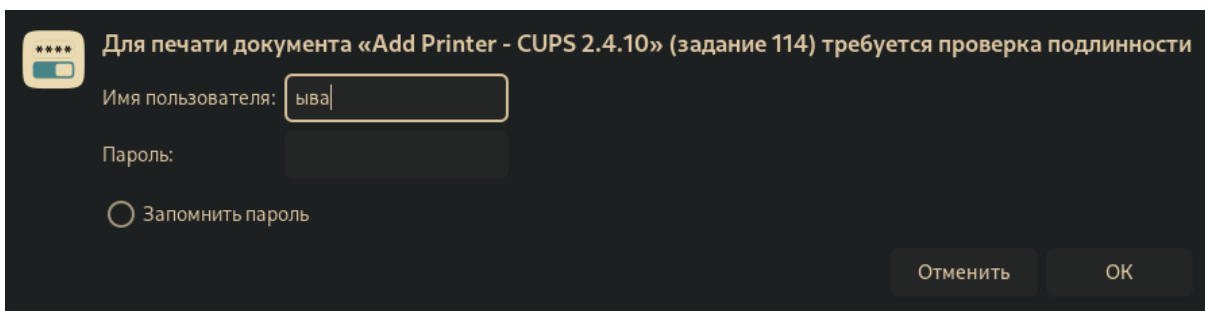 ****
Для печати документа «Add Printer - CUPS 2.4.10» (задание 114) требуется проверка подлинности
Имя пользователя: ыва
Пароль:
Запомнить пароль
Отменить OK